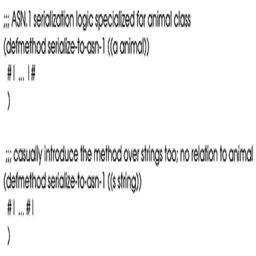 ;;; ASN.1 serialization logic specialized for animal class
(defmethod serialize-to-asn-1 ((a animal))
#| ... |#
)
;;; casually introduce the method over strings too; no relation to animal
(defmethod serialize-to-asn-1 ((s string))
#| ... #|
)